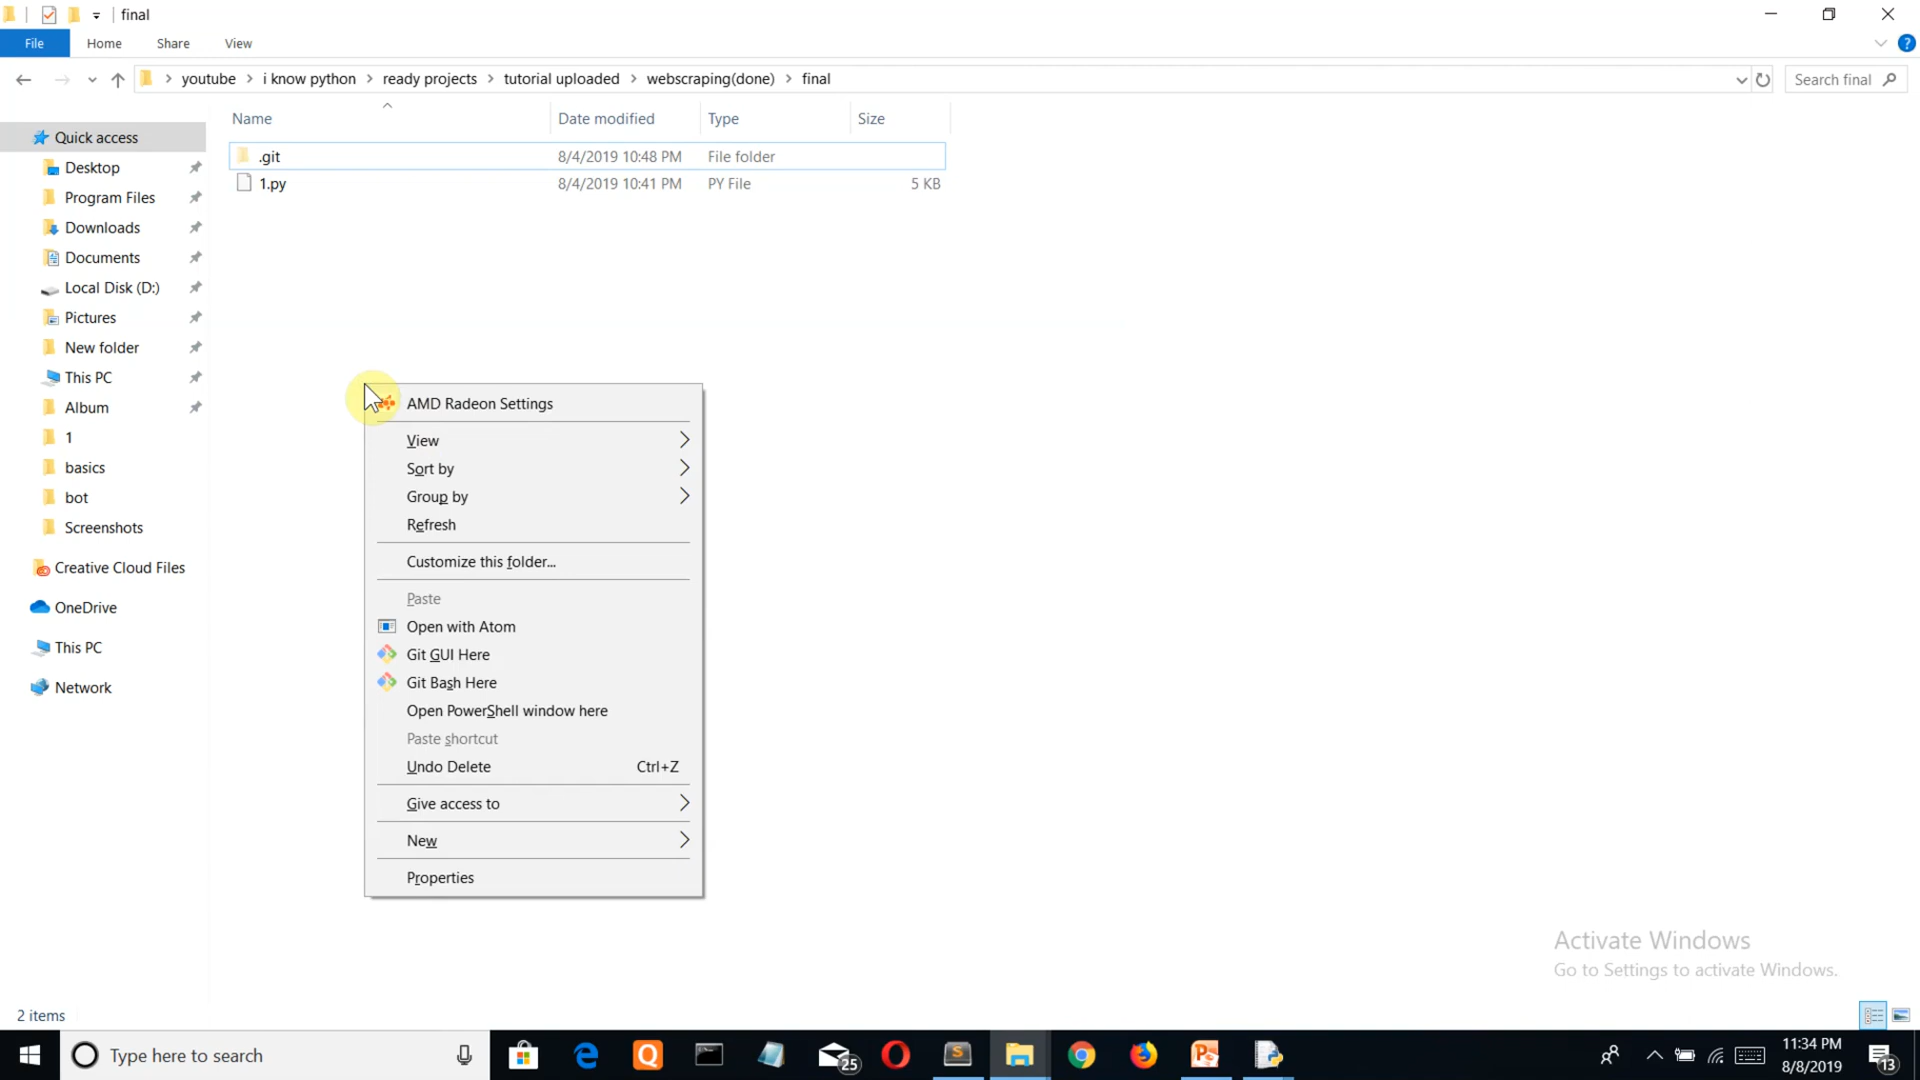 final
File
Home
Share
View
youtube
i know python
ready projects
tutorial uploaded
webscraping(done)
final
Search final
Name
Date modified
Type
Size
.git
8/4/2019 10:48 PM
File folder
1.py
8/4/2019 10:41 PM
PY File
5 KB
Quick access
Desktop
Program Files
Downloads
Documents
Local Disk (D:)
Pictures
New folder
This PC
Album
1
basics
bot
Screenshots
Creative Cloud Files
OneDrive
This PC
Network
AMD Radeon Settings
View
Sort by
Group by
Refresh
Customize this folder...
Paste
Open with Atom
Git GUI Here
Git Bash Here
Open PowerShell window here
Paste shortcut
Undo Delete Ctrl+Z
Give access to
New
Properties
Activate Windows
Go to Settings to activate Windows.
2 items
Type here to search
25
11:34 PM
8/8/2019
13